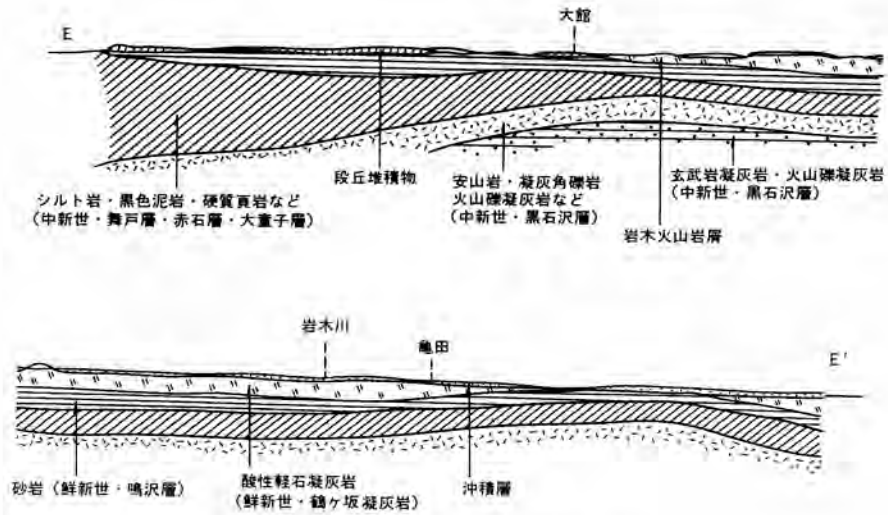 大館
E
段丘堆積物
シルト岩・黒色泥岩・硬質頁岩など
(中新世・舞戸層・赤石層・大童子層)
安山岩・凝灰角礫岩
火山礫凝灰岩など
(中新世・黒石沢層)
玄武岩凝灰岩・火山礫凝灰岩
(中新世・黒石沢層)
岩木火山岩層
岩木川
亀田
E'
砂岩(鮮新世・鳴沢層)
酸性軽石凝灰岩
(鮮新世・鶴ケ坂凝灰岩)
沖積層